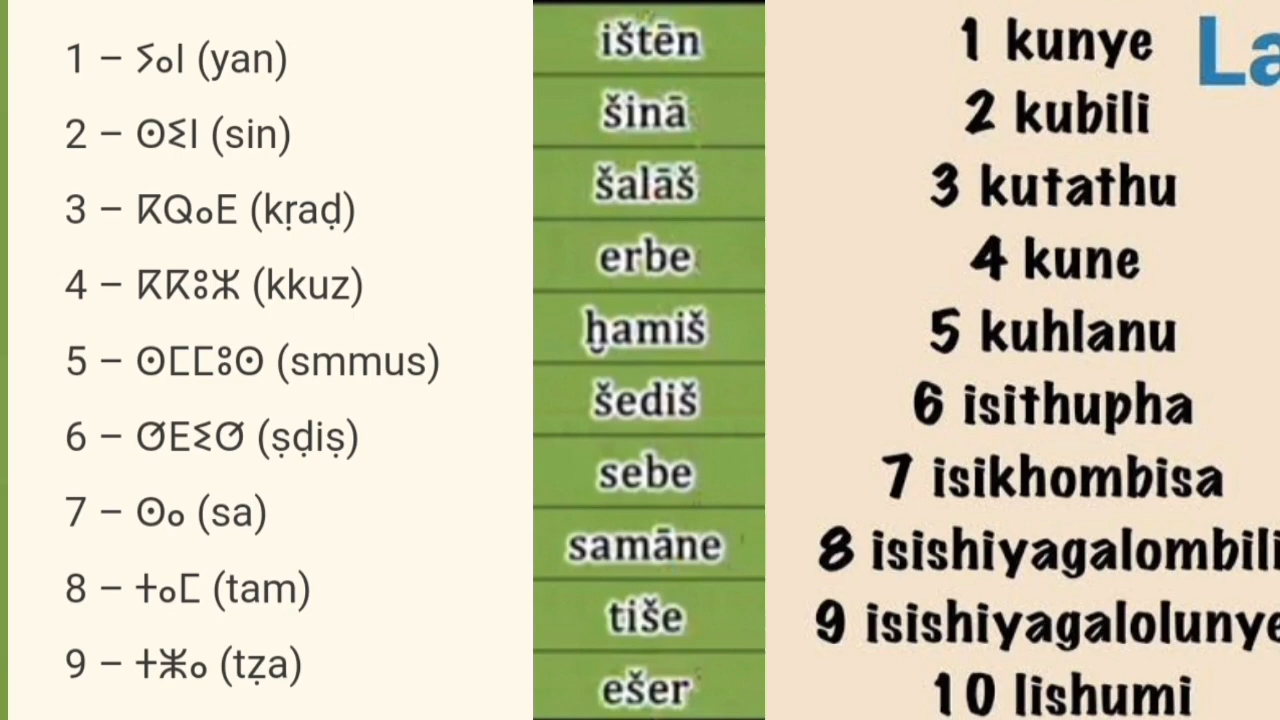 1 – ⵢⴰⵏ (yan)
2 – ⵙⵉⵏ (sin)
3 – ⴽⵕⴰⴹ (kṛaḍ)
4 – ⴽⴽⵓⵣ (kkuz)
5 – ⵙⵎⵎⵓⵙ (smmus)
6 – ⵚⴹⵉⵚ (ṣḍiṣ)
7 – ⵙⴰ (sa)
8 – ⵜⴰⵎ (tam)
9 – ⵜⵥⴰ (tẓa)
ištēn
šinā
šalāš
erbe
ḫamiš
šediš
sebe
samāne
tiše
ešer
La
1 kunye
2 kubili
3 kutathu
4 kune
5 kuhlanu
6 isithupha
7 isikhombisa
8 isishiyagalombili
9 isishiyagalolunye
10 lishumi